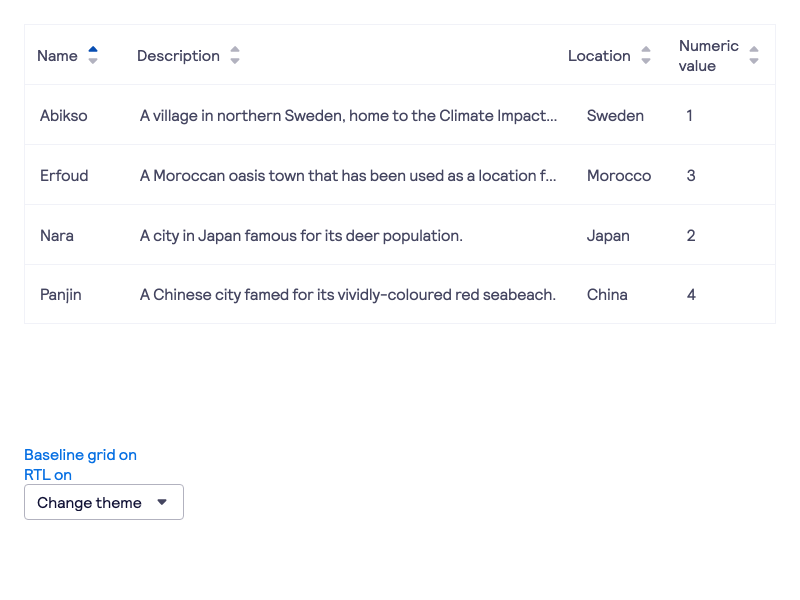 Name Description Location Numeric value
Abikso A village in northern Sweden, home to the Climate Impact... Sweden 1
Erfoud A Moroccan oasis town that has been used as a location f... Morocco 3
Nara A city in Japan famous for its deer population. Japan 2
Panjin A Chinese city famed for its vividly-coloured red seabeach. China 4
Baseline grid on
RTL on
Change theme